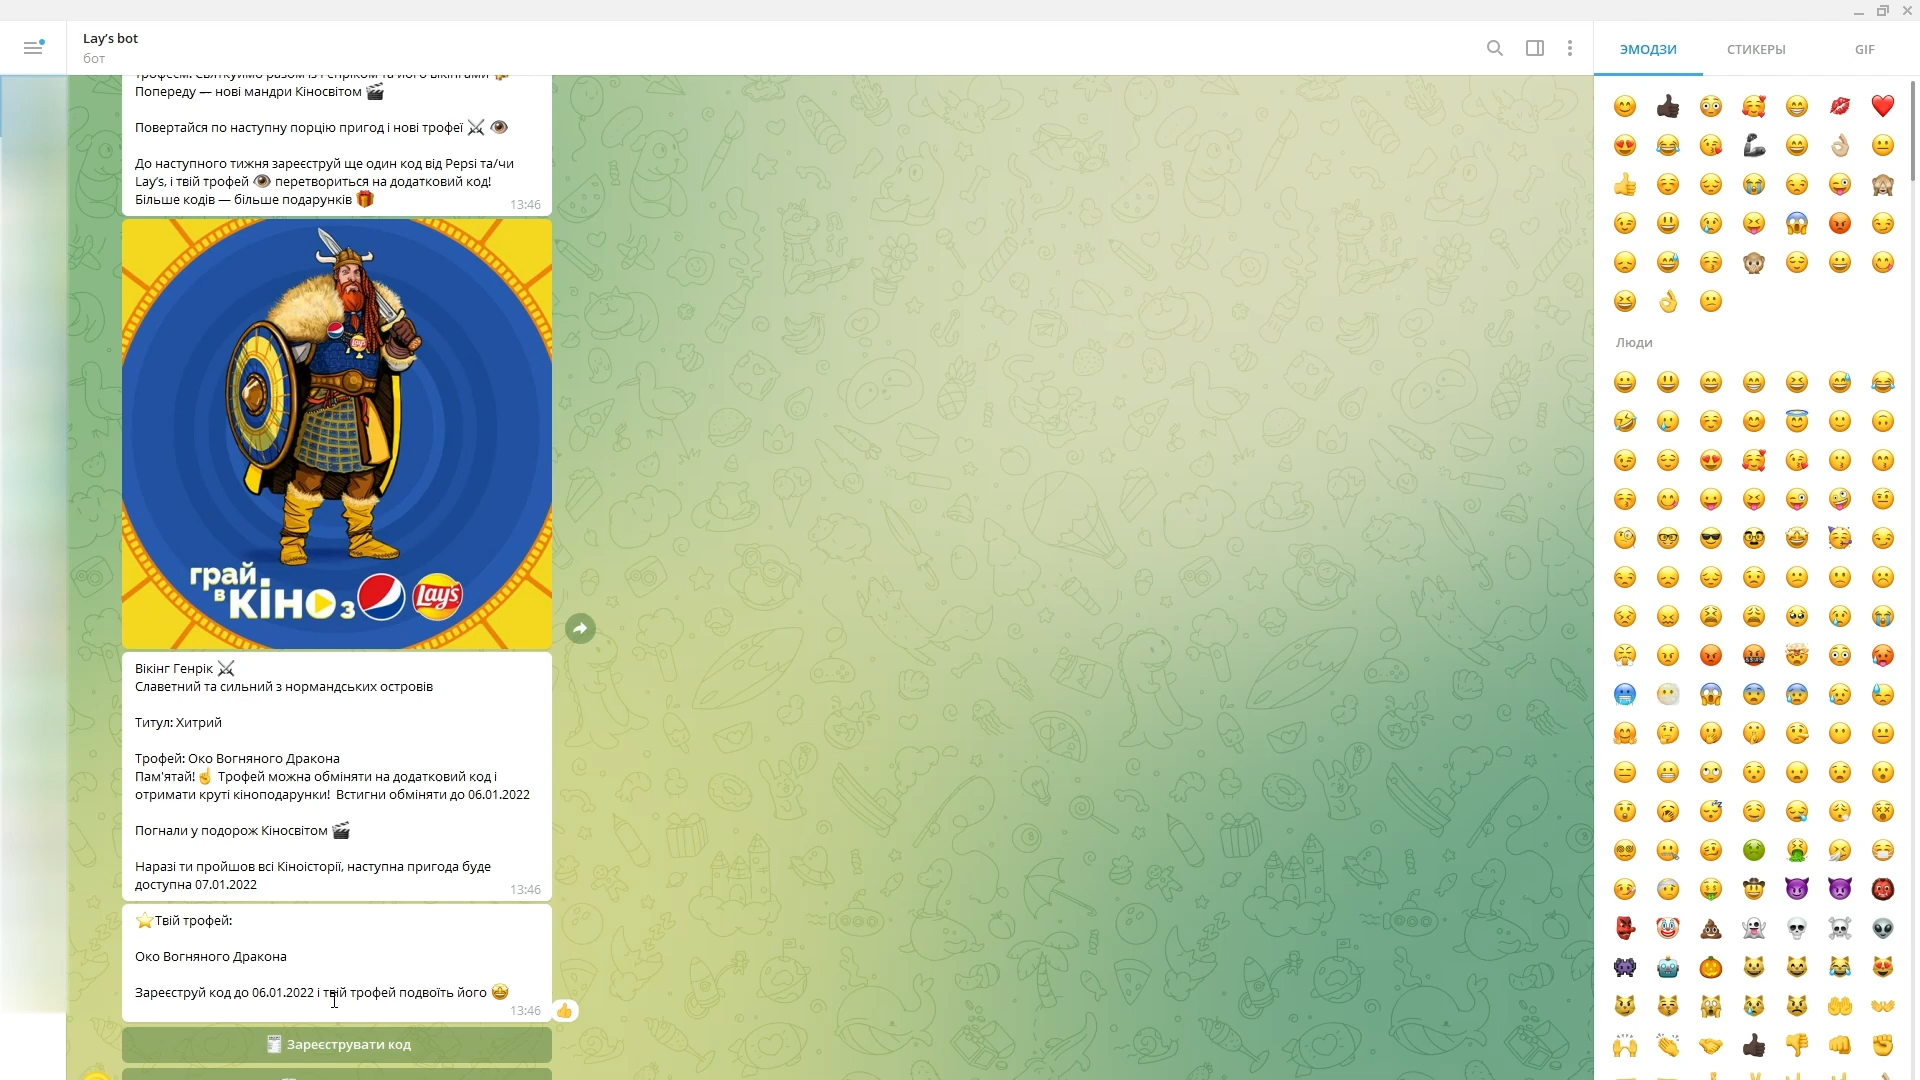 Lay's bot
бот
ЭМОДЗИ
СТИКЕРЫ
GIF
трофеєм. Святкуймо разом із Генріком та його вікінгами
Попереду — нові мандри Кіносвітом
Повертайся по наступну порцію пригод і нові трофеї
До наступного тижня зареєструй ще один код від Pepsi та/чи
Lay's, і твій трофей перетвориться на додатковий код!
Більше кодів — більше подарунків
13:46
Lay's
грай
в
КІНО з
Lay's
Вікінг Генрік
Славетний та сильний з нормандських островів
Титул: Хитрий
Трофей: Око Вогняного Дракона
Пам'ятай! Трофей можна обміняти на додатковий код і
отримати круті кіноподарунки! Встигни обміняти до 06.01.2022
Погнали у подорож Кіносвітом
Наразі ти пройшов всі Кіноісторії, наступна пригода буде
доступна 07.01.2022
13:46
Твій трофей:
Око Вогняного Дракона
Зареєструй код до 06.01.2022 і твій трофей подвоїть його
13:46
Зареєструвати код
Люди